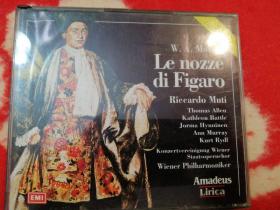 W. A. M
Le nozze
di Figaro
Riccardo Muti
Thomas Allen
Kathleen Battle
Jorma Hynninen
Ann Murray
Kurt Rydl
Konzertvereinigung Wiener
Staatsopernchor
Wiener Philharmoniker
EMI
Amadeus
Lirica